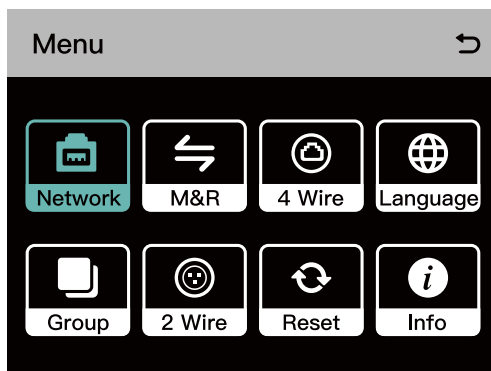 Menu
Network
M&R
4 Wire
Language
Group
2 Wire
Reset
Info